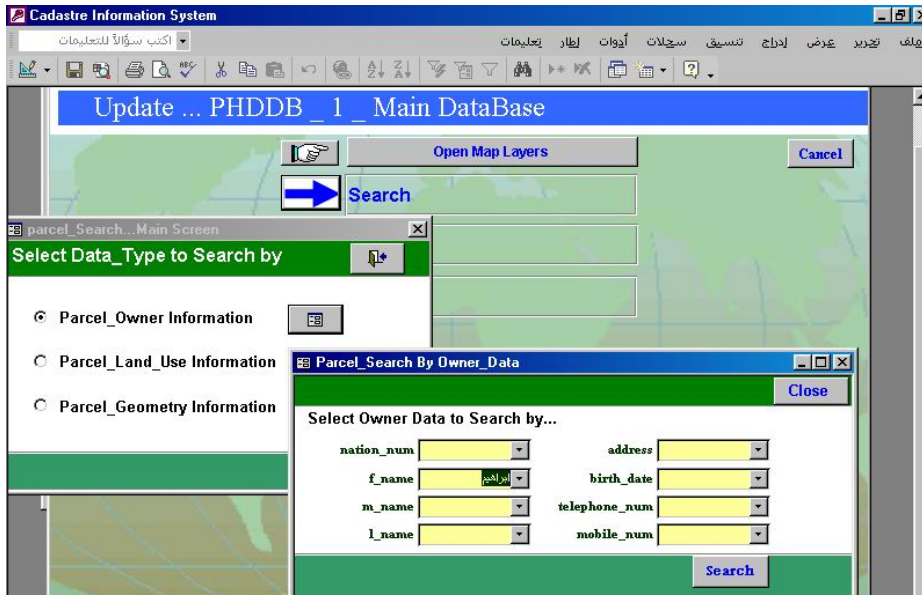 Cadastre Information System
ملف تحرير عرض إدراج تنسيق سجلات أدوات إطار تعليمات
اكتب سؤالاً للتعليمات
Update ... PHDDB _ 1 _ Main DataBase
Open Map Layers
Cancel
Search
parcel_Search...Main Screen
Select Data_Type to Search by
Parcel_Owner Information
Parcel_Land_Use Information
Parcel_Geometry Information
Parcel_Search By Owner_Data
Close
Select Owner Data to Search by...
nation_num address
f_name ابراهيم birth_date
m_name telephone_num
l_name mobile_num
Search